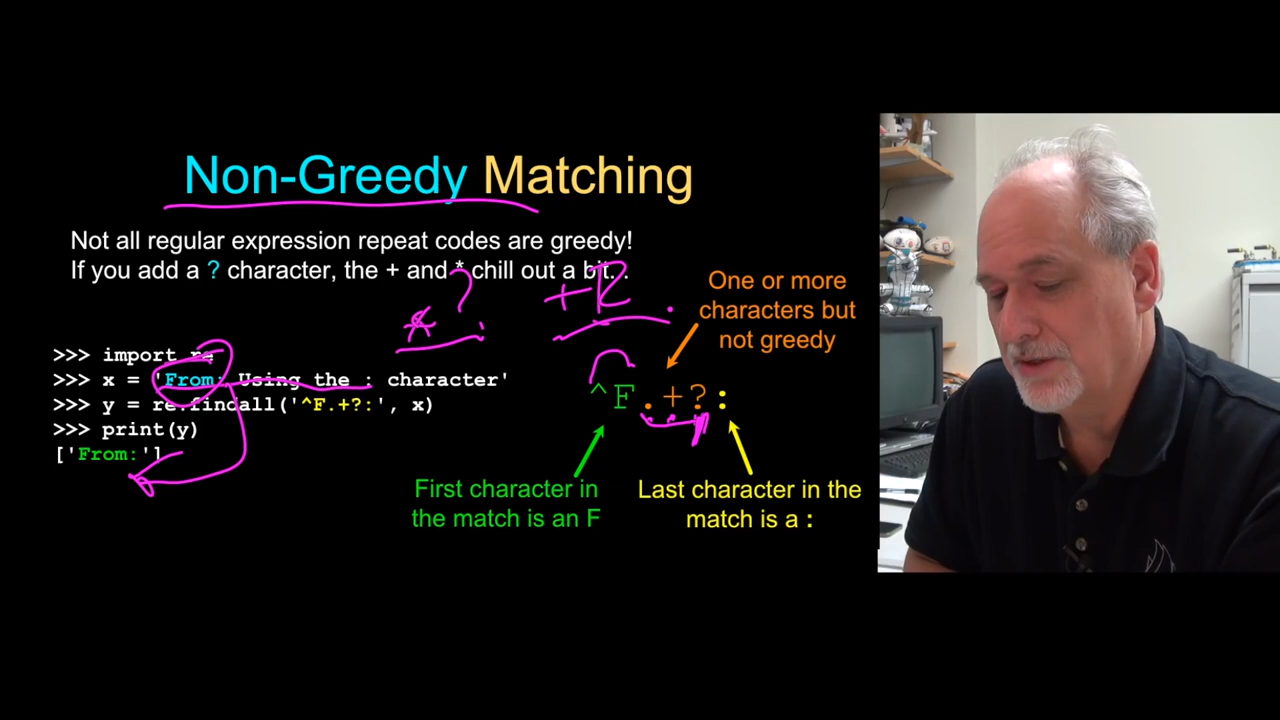 Non-Greedy Matching
Not all regular expression repeat codes are greedy!
If you add a ? character, the + and * chill out a bit...
*?
One or more
characters but
not greedy
>>> import re
>>> x = 'From: Using the : character'
>>> y = re.findall('^F.+?:', x)
>>> print(y)
['From:']
^F.+?:
First character in
the match is an F
Last character in the
match is a :